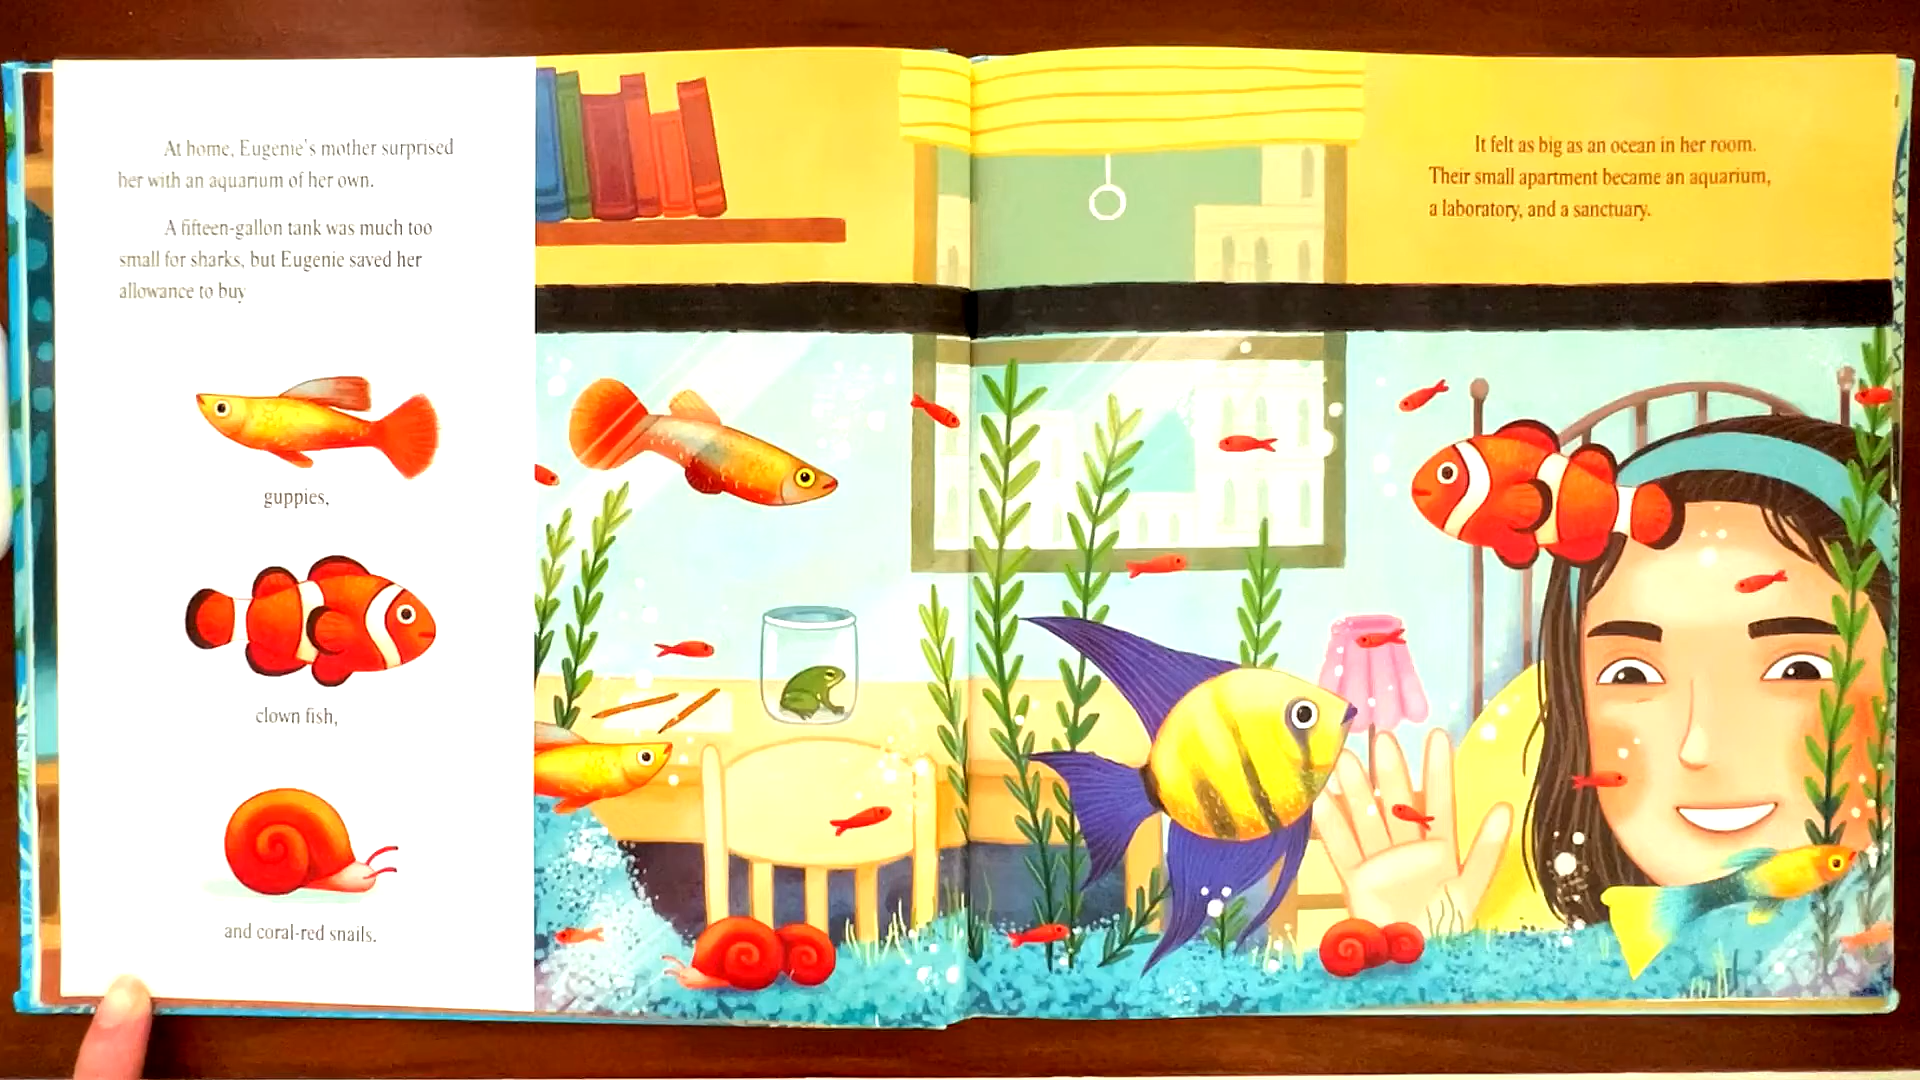 At home, Eugenie's mother surprised
her with an aquarium of her own.
A fifteen-gallon tank was much too
small for sharks, but Eugenie saved her
allowance to buy
guppies,
clown fish,
and coral-red snails.
It felt as big as an ocean in her room.
Their small apartment became an aquarium,
a laboratory, and a sanctuary.